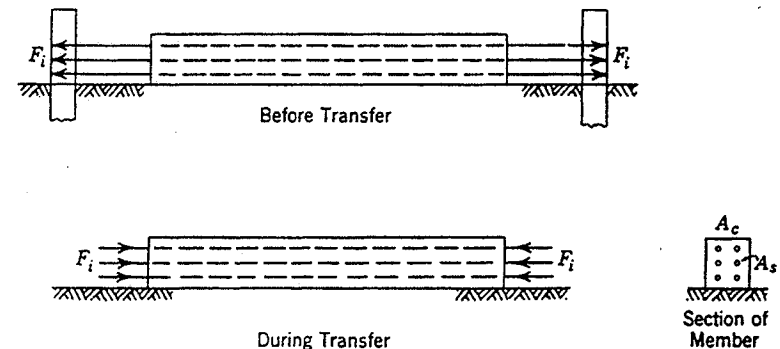 F_i
F_i
Before Transfer
F_i
F_i
During Transfer
A_c
A_s
Section of
Member